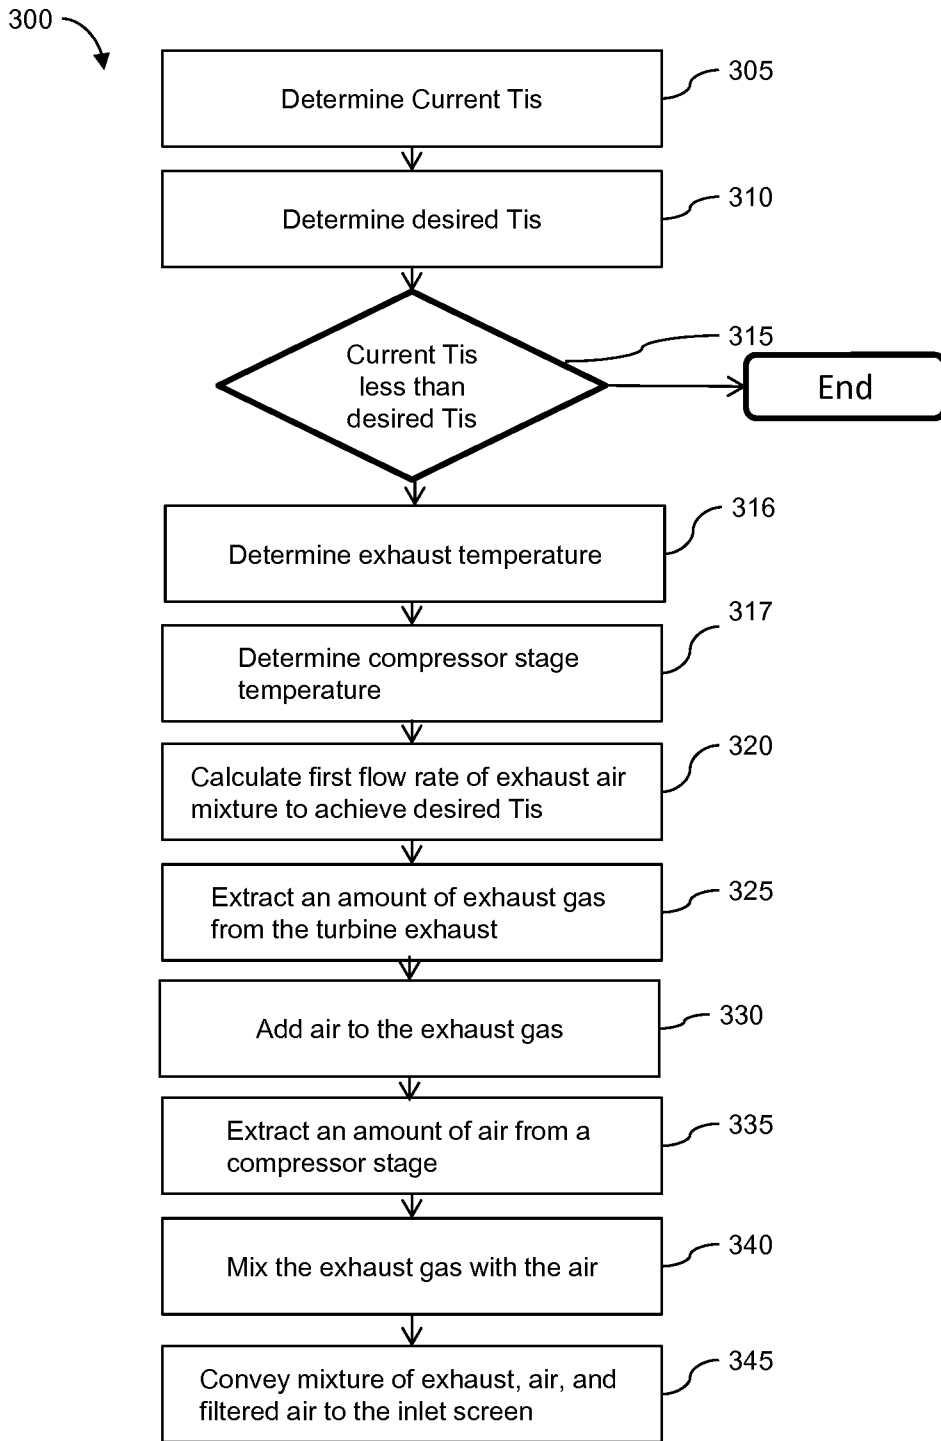 300
Determine Current Tis
305
Determine desired Tis
310
Current Tis
less than
desired Tis
315
End
Determine exhaust temperature
316
Determine compressor stage
temperature
317
Calculate first flow rate of exhaust air
mixture to achieve desired Tis
320
Extract an amount of exhaust gas
from the turbine exhaust
325
Add air to the exhaust gas
330
Extract an amount of air from a
compressor stage
335
Mix the exhaust gas with the air
340
Convey mixture of exhaust, air, and
filtered air to the inlet screen
345